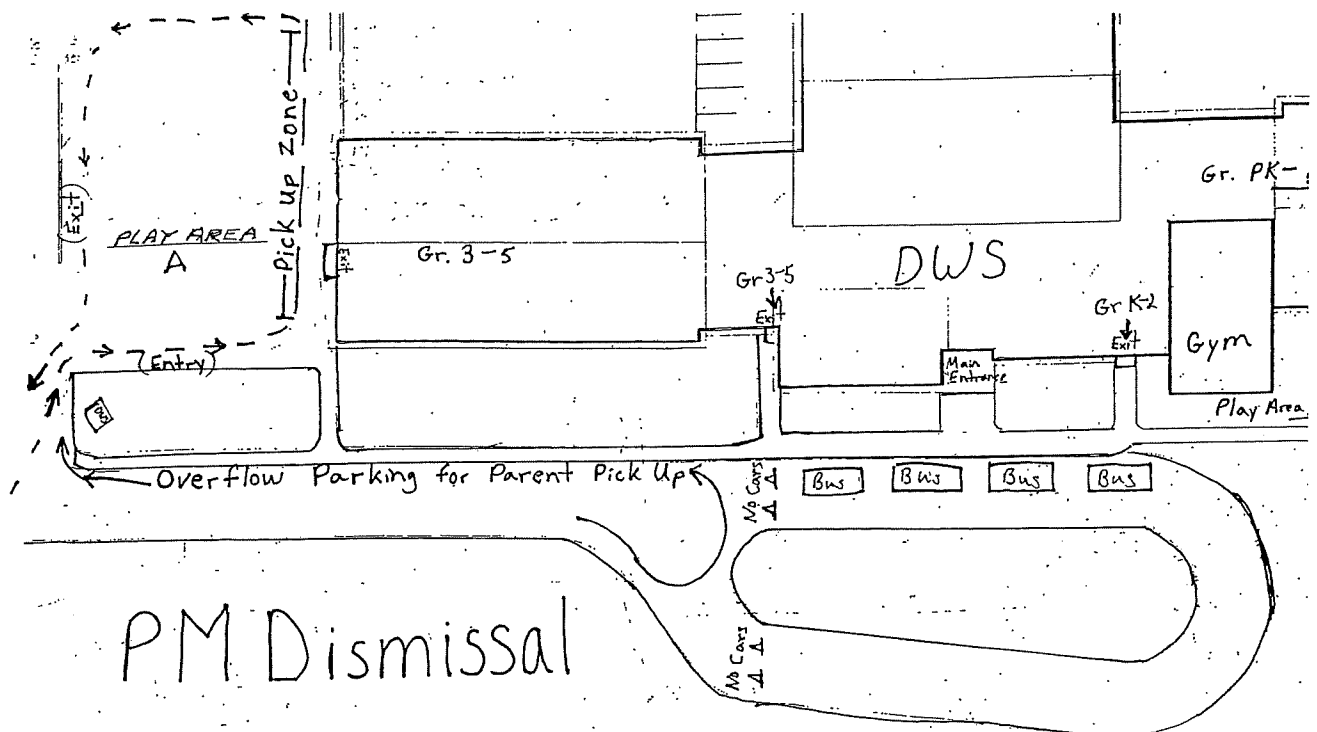 Pick Up Zone
(Exit)
PLAY AREA
A
(Entry)
Exit
Gr. 3-5
Gr 3-5
Exit
DWS
Gr. PK-
Gr K-2
Exit
Gym
Main
Entrance
Play Area
Overflow Parking for Parent Pick Up
No Cars
Bus
Bus
Bus
Bus
No Cars
PM Dismissal